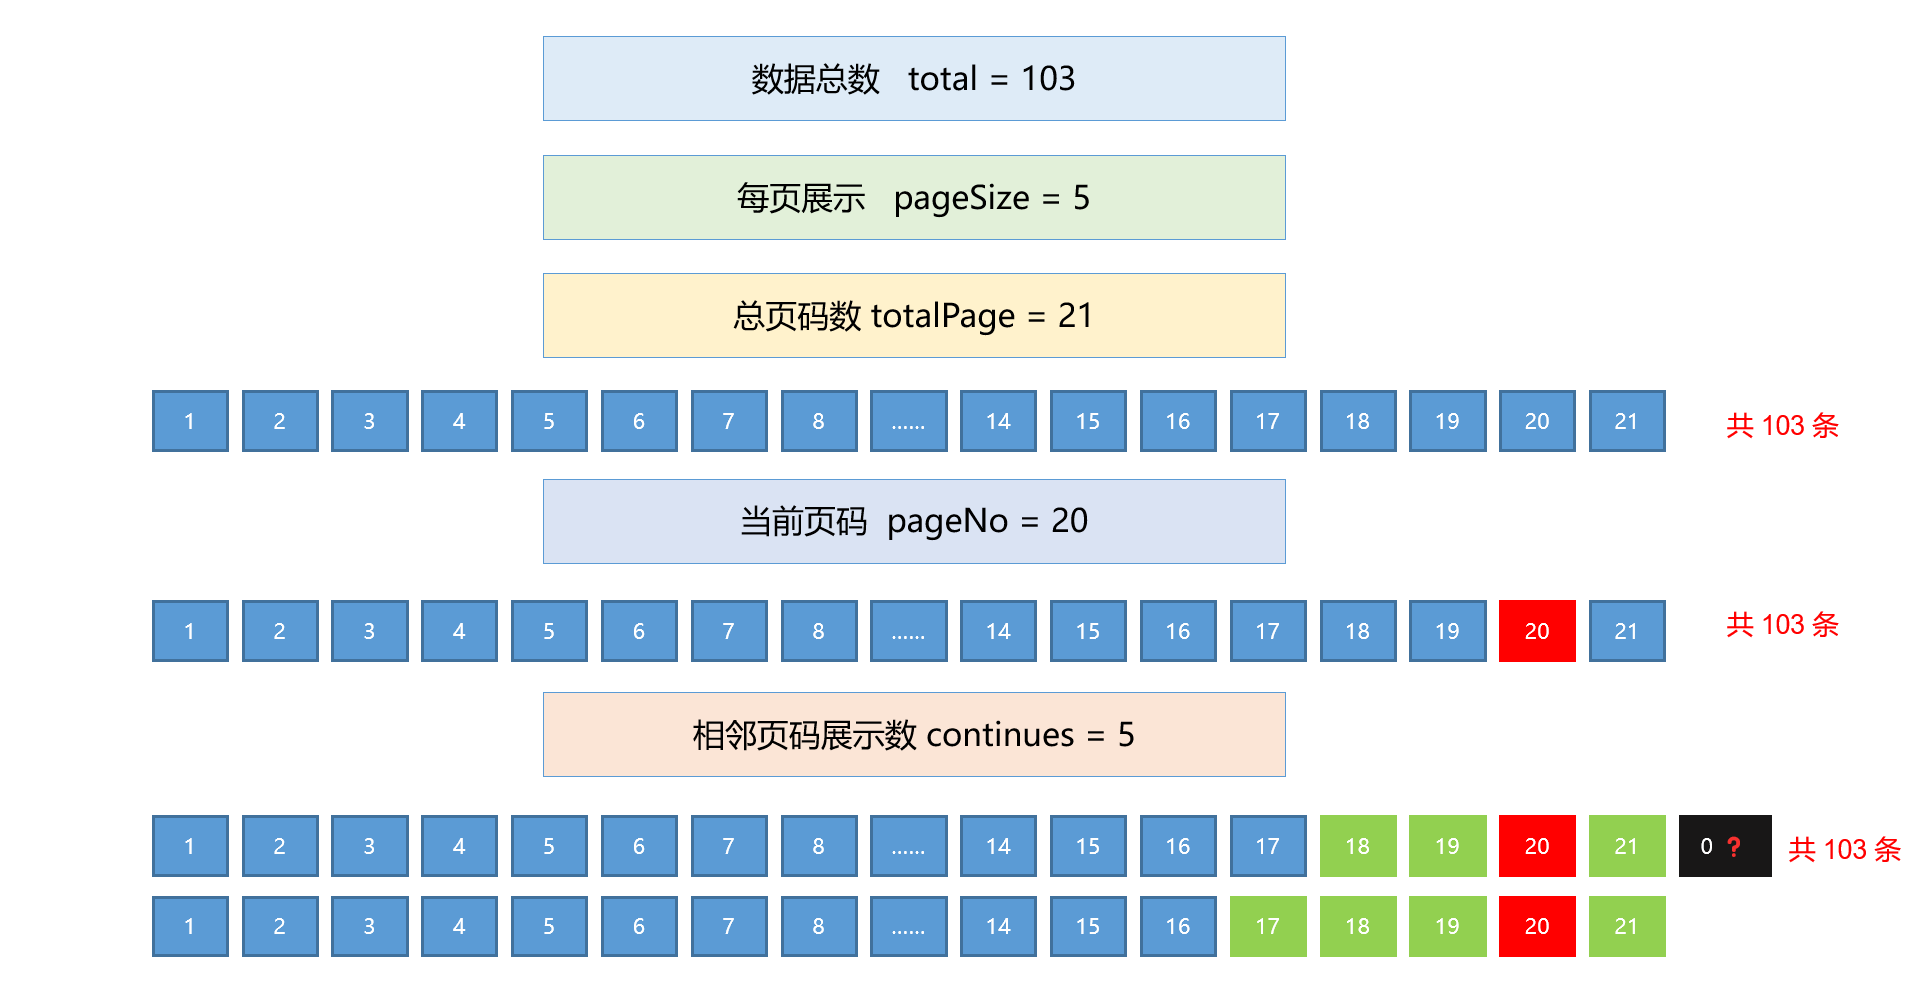 数据总数 total = 103
每页展示 pageSize = 5
总页码数 totalPage = 21
1 2 3 4 5 6 7 8 ...... 14 15 16 17 18 19 20 21 共 103 条
当前页码 pageNo = 20
1 2 3 4 5 6 7 8 ...... 14 15 16 17 18 19 20 21 共 103 条
相邻页码展示数 continues = 5
1 2 3 4 5 6 7 8 ...... 14 15 16 17 18 19 20 21 0 ? 共 103 条
1 2 3 4 5 6 7 8 ...... 14 15 16 17 18 19 20 21